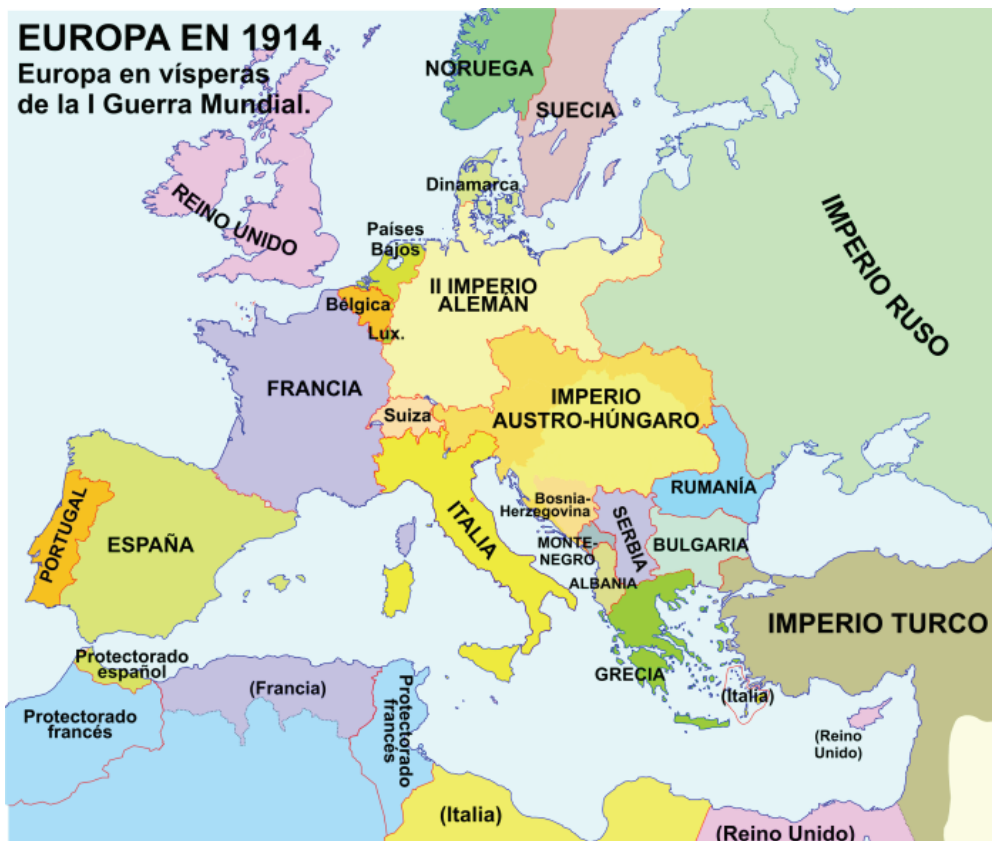 EUROPA EN 1914
Europa en vísperas
de la I Guerra Mundial.
NORUEGA
SUECIA
Dinamarca
REINO UNIDO
IMPERIO RUSO
Países
Bajos
II IMPERIO
ALEMÁN
Bélgica
Lux.
FRANCIA
Suiza
IMPERIO
AUSTRO-HÚNGARO
RUMANÍA
Bosnia-
Herzegovina
SERBIA
ITALIA
PORTUGAL
ESPAÑA
MONTE-
NEGRO
BULGARIA
ALBANIA
IMPERIO TURCO
GRECIA
(Italia)
Protectorado
español
(Francia)
Protectorado
francés
Protectorado
francés
(Reino
Unido)
(Italia)
(Reino Unido)